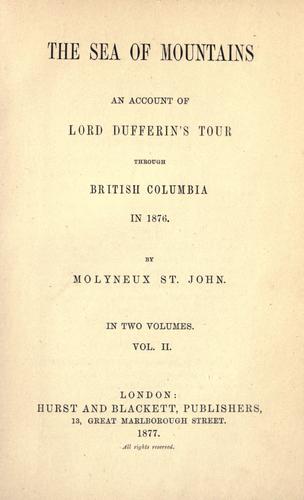 THE SEA OF MOUNTAINS
AN ACCOUNT OF
LORD DUFFERIN'S TOUR
THROUGH
BRITISH COLUMBIA
IN 1876.
BY
MOLYNEUX ST. JOHN.
IN TWO VOLUMES.
VOL. II.
LONDON:
HURST AND BLACKETT, PUBLISHERS,
13, GREAT MARLBOROUGH STREET.
1877.
All rights reserved.